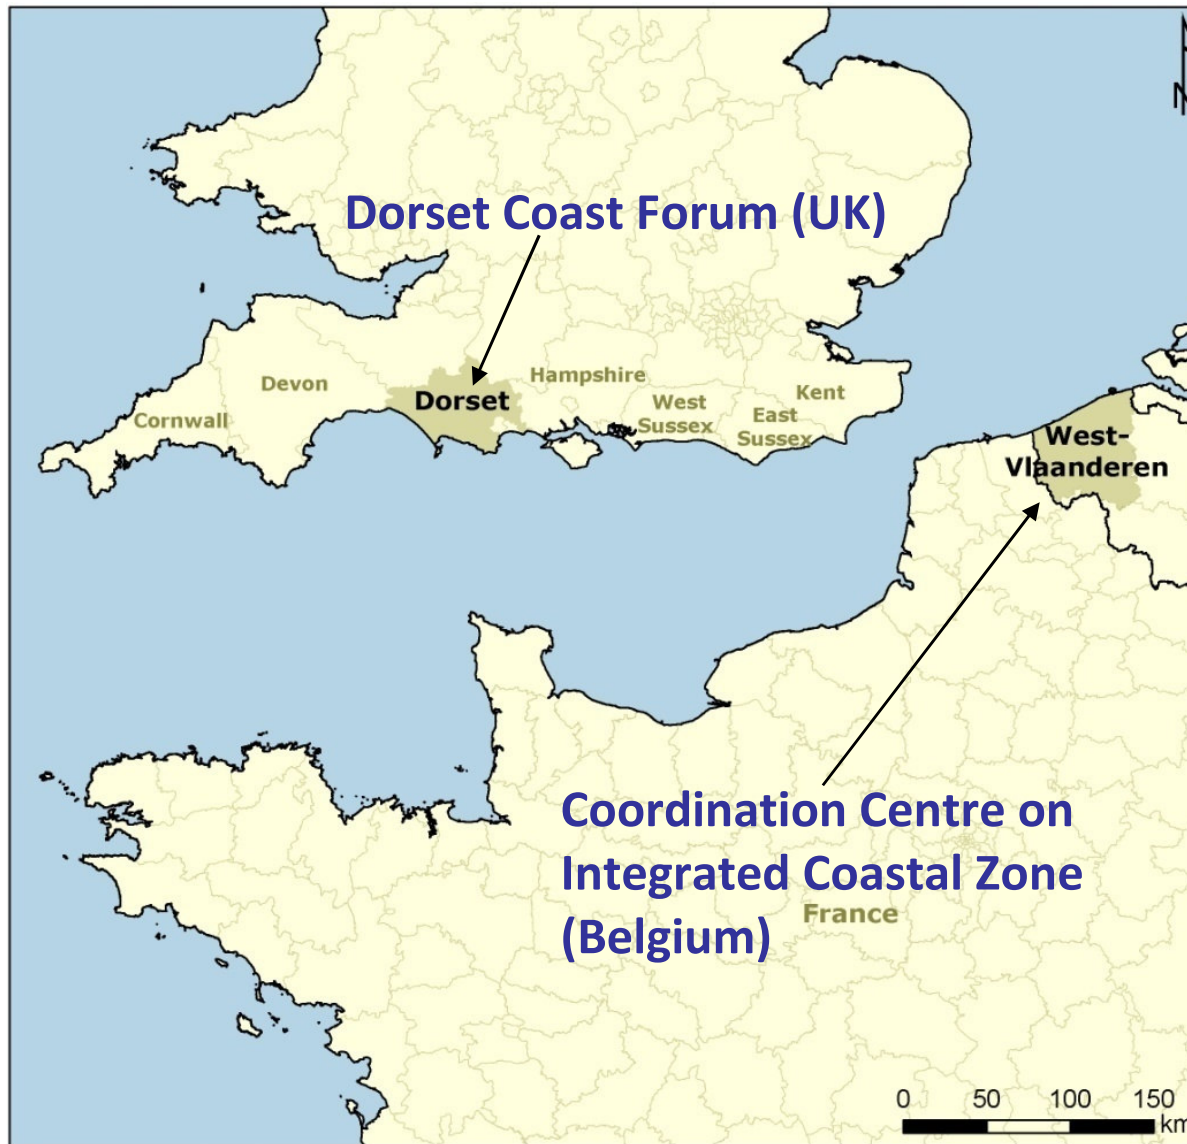 N
Dorset Coast Forum (UK)
Devon
Hampshire
Cornwall
Dorset
West
Sussex
East
Sussex
Kent
West-
Vlaanderen
Coordination Centre on
Integrated Coastal Zone
(Belgium)
France
0 50 100 150
km